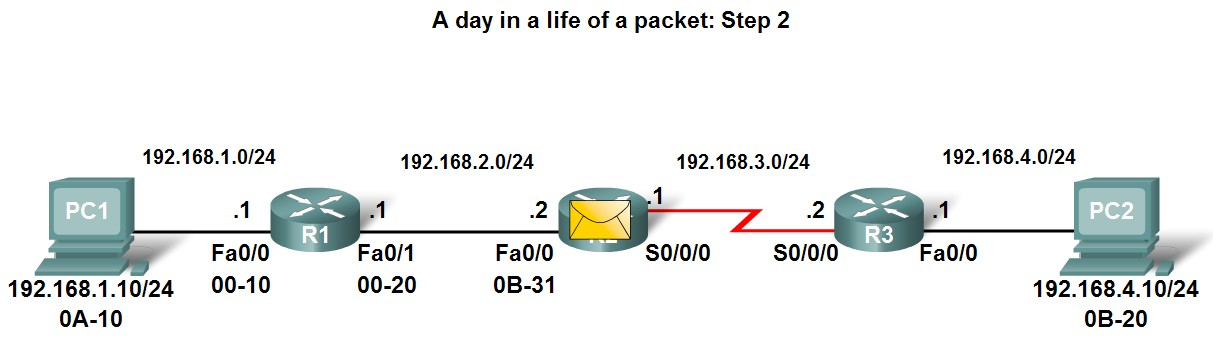 A day in a life of a packet: Step 2
192.168.1.0/24
192.168.2.0/24
192.168.3.0/24
192.168.4.0/24
PC1
.1
R1
.1
.2
.1
.2
R3
.1
PC2
Fa0/0
Fa0/1
Fa0/0
S0/0/0
S0/0/0
Fa0/0
192.168.1.10/24
00-10
00-20
0B-31
192.168.4.10/24
0A-10
0B-20